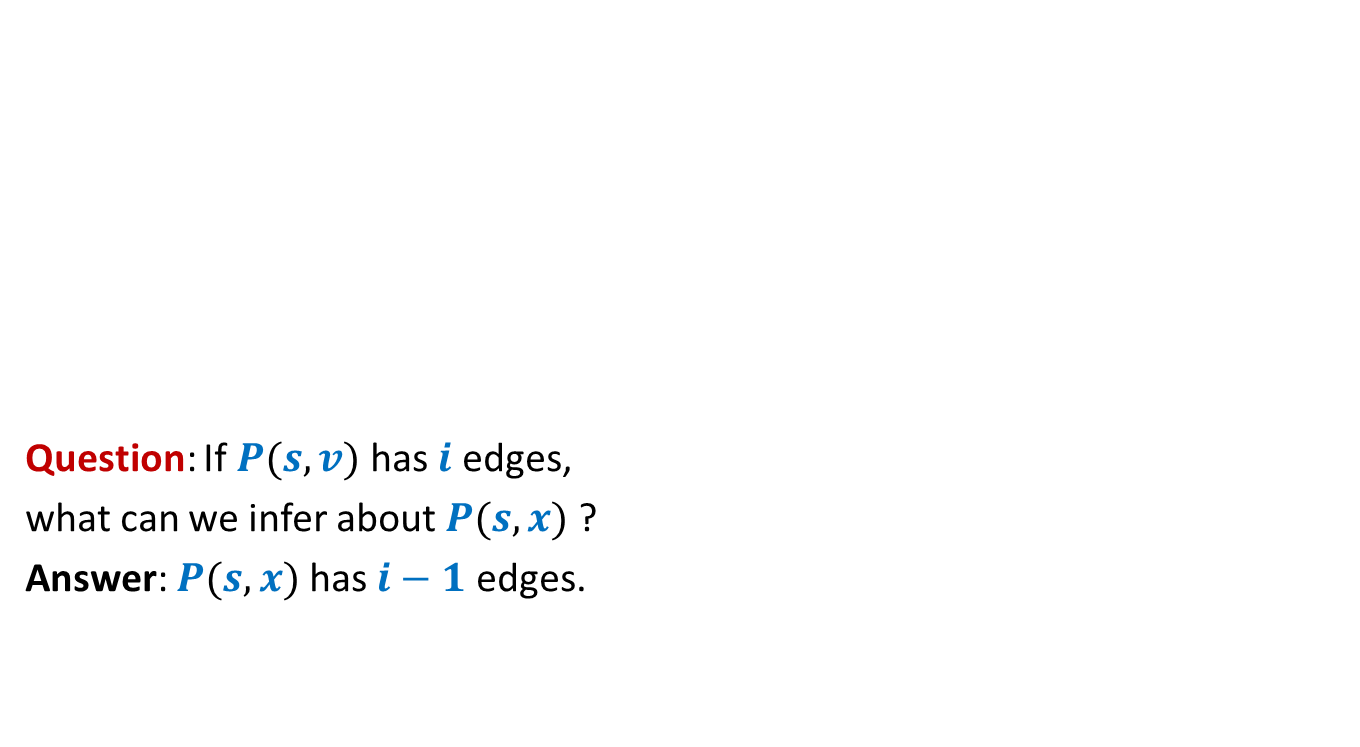 Question: If P(s, v) has i edges,
what can we infer about P(s, x) ?
Answer: P(s, x) has i − 1 edges.